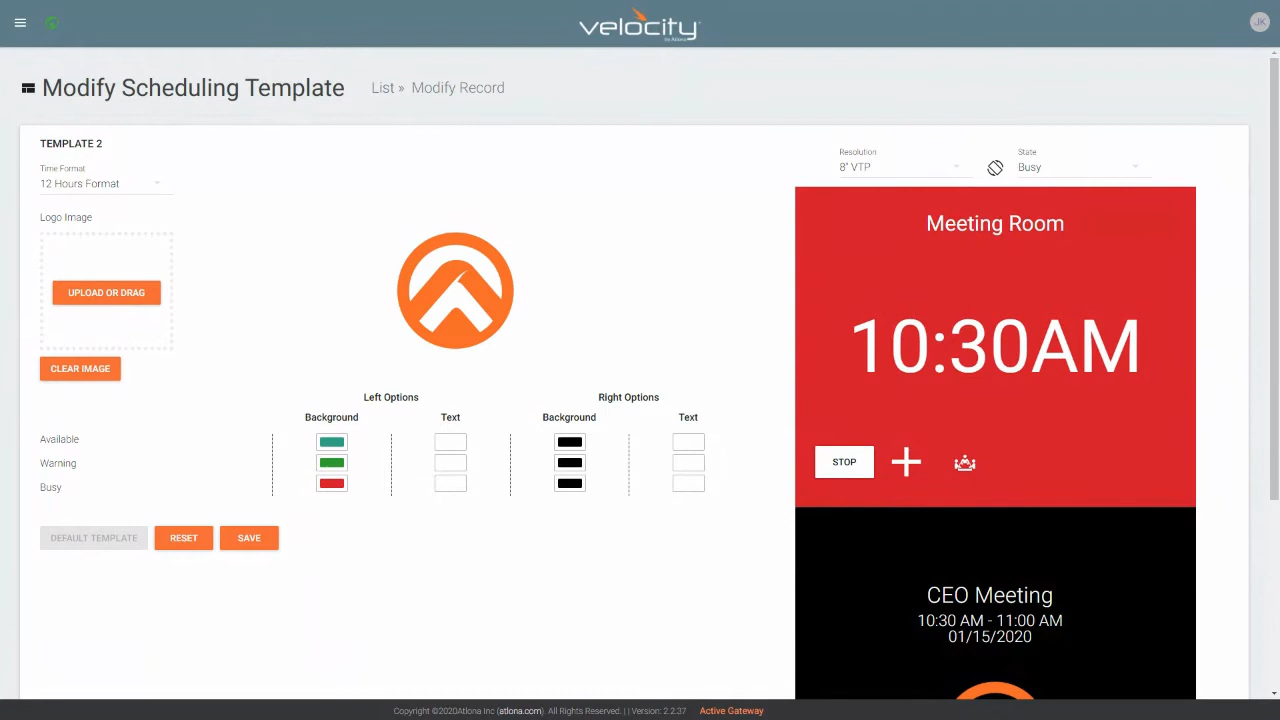 velocity
by Atlona
JK
Modify Scheduling Template
List » Modify Record
TEMPLATE 2
Time Format
12 Hours Format
Logo Image
UPLOAD OR DRAG
CLEAR IMAGE
Left Options
Right Options
Background
Text
Background
Text
Available
Warning
Busy
DEFAULT TEMPLATE
RESET
SAVE
Resolution
8" VTP
State
Busy
Meeting Room
10:30AM
STOP
CEO Meeting
10:30 AM - 11:00 AM
01/15/2020
Copyright ©2020Atlona Inc (atlona.com). All Rights Reserved. | | Version: 2.2.37 Active Gateway